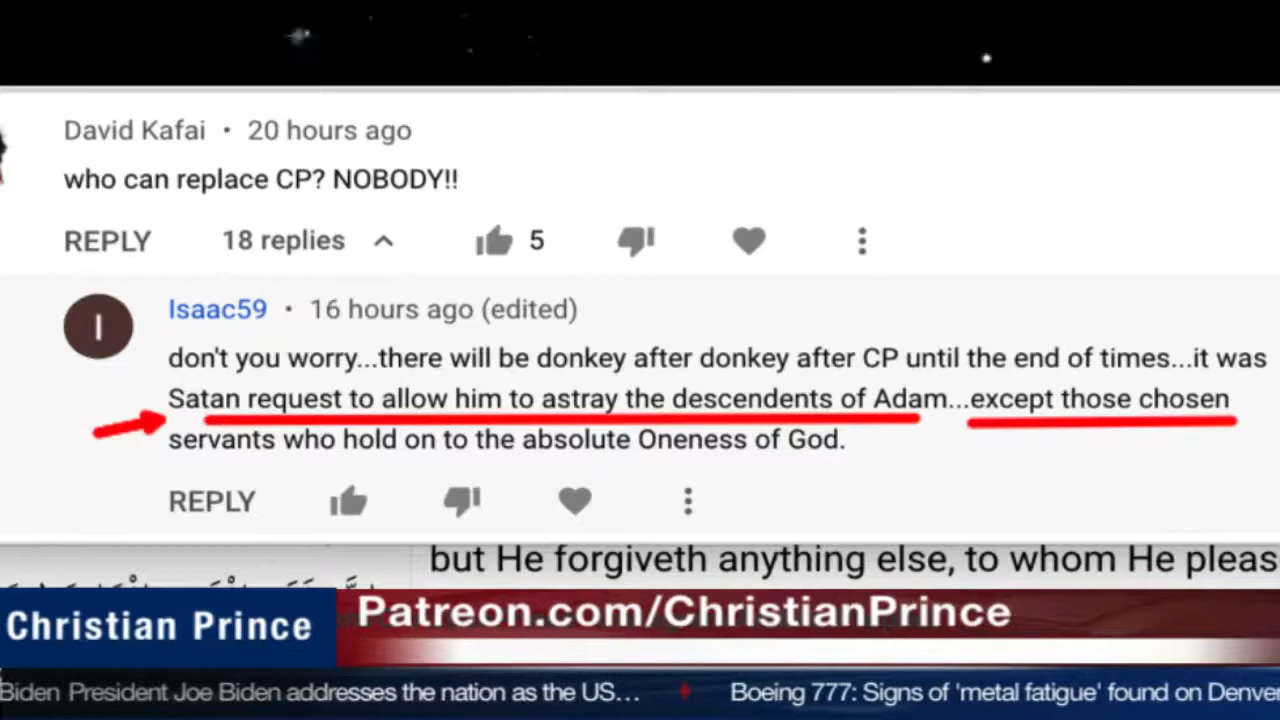 David Kafai • 20 hours ago
who can replace CP? NOBODY!!
REPLY 18 replies 5
I
Isaac59 • 16 hours ago (edited)
don't you worry...there will be donkey after donkey after CP until the end of times...it was
Satan request to allow him to astray the descendents of Adam...except those chosen
servants who hold on to the absolute Oneness of God.
REPLY
but He forgiveth anything else, to whom He pleas
Christian Prince
Patreon.com/ChristianPrince
Biden President Joe Biden addresses the nation as the US... Boeing 777: Signs of 'metal fatigue' found on Denver